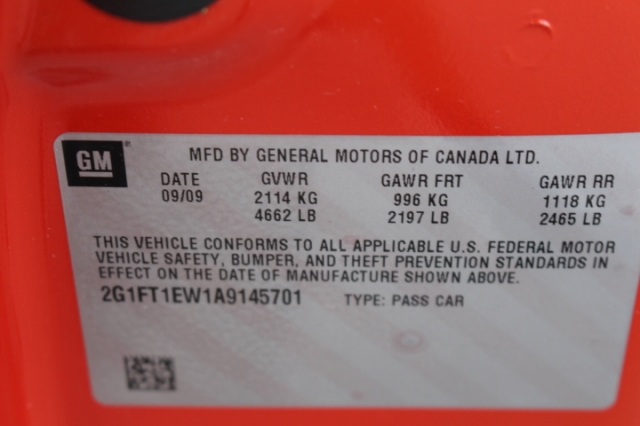 GM MFD BY GENERAL MOTORS OF CANADA LTD.
DATE GVWR GAWR FRT GAWR RR
09/09 2114 KG 996 KG 1118 KG
4662 LB 2197 LB 2465 LB
THIS VEHICLE CONFORMS TO ALL APPLICABLE U.S. FEDERAL MOTOR
VEHICLE SAFETY, BUMPER, AND THEFT PREVENTION STANDARDS IN
EFFECT ON THE DATE OF MANUFACTURE SHOWN ABOVE.
2G1FT1EW1A9145701 TYPE: PASS CAR